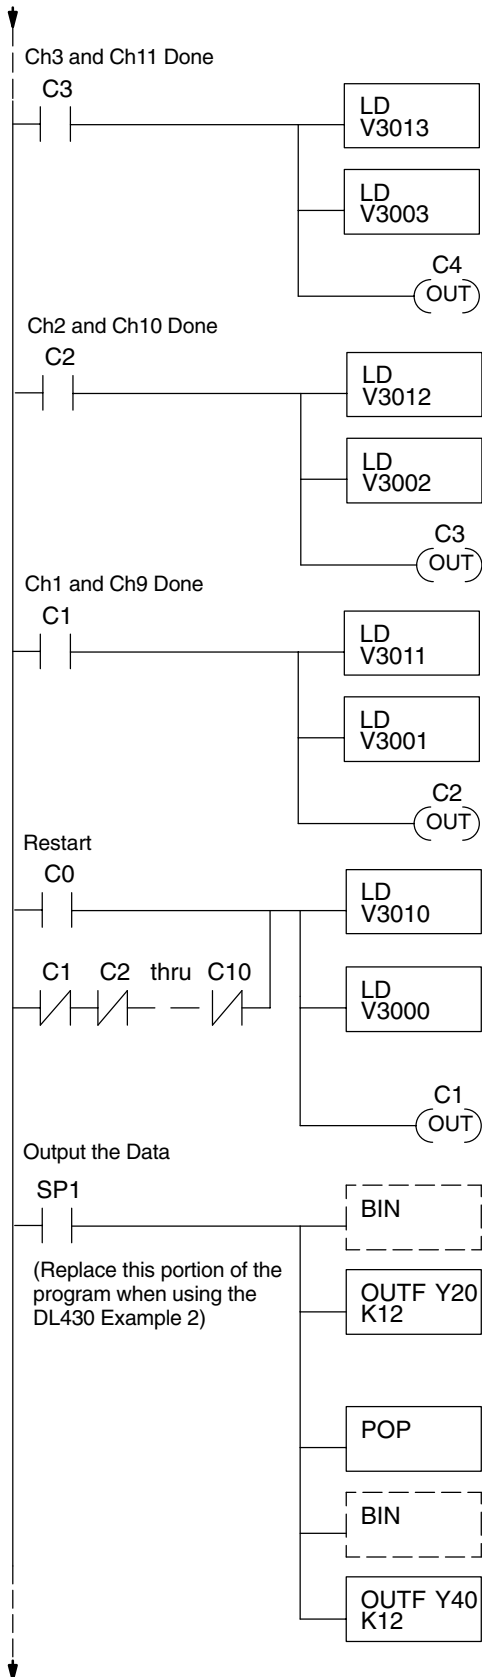 Ch3 and Ch11 Done
C3
LD
V3013
LD
V3003
C4
OUT
Ch2 and Ch10 Done
C2
LD
V3012
LD
V3002
C3
OUT
Ch1 and Ch9 Done
C1
LD
V3011
LD
V3001
C2
OUT
Restart
C0
LD
V3010
C1 C2 thru C10
LD
V3000
C1
OUT
Output the Data
SP1
BIN
(Replace this portion of the
program when using the
DL430 Example 2)
OUTF Y20
K12
POP
BIN
OUTF Y40
K12